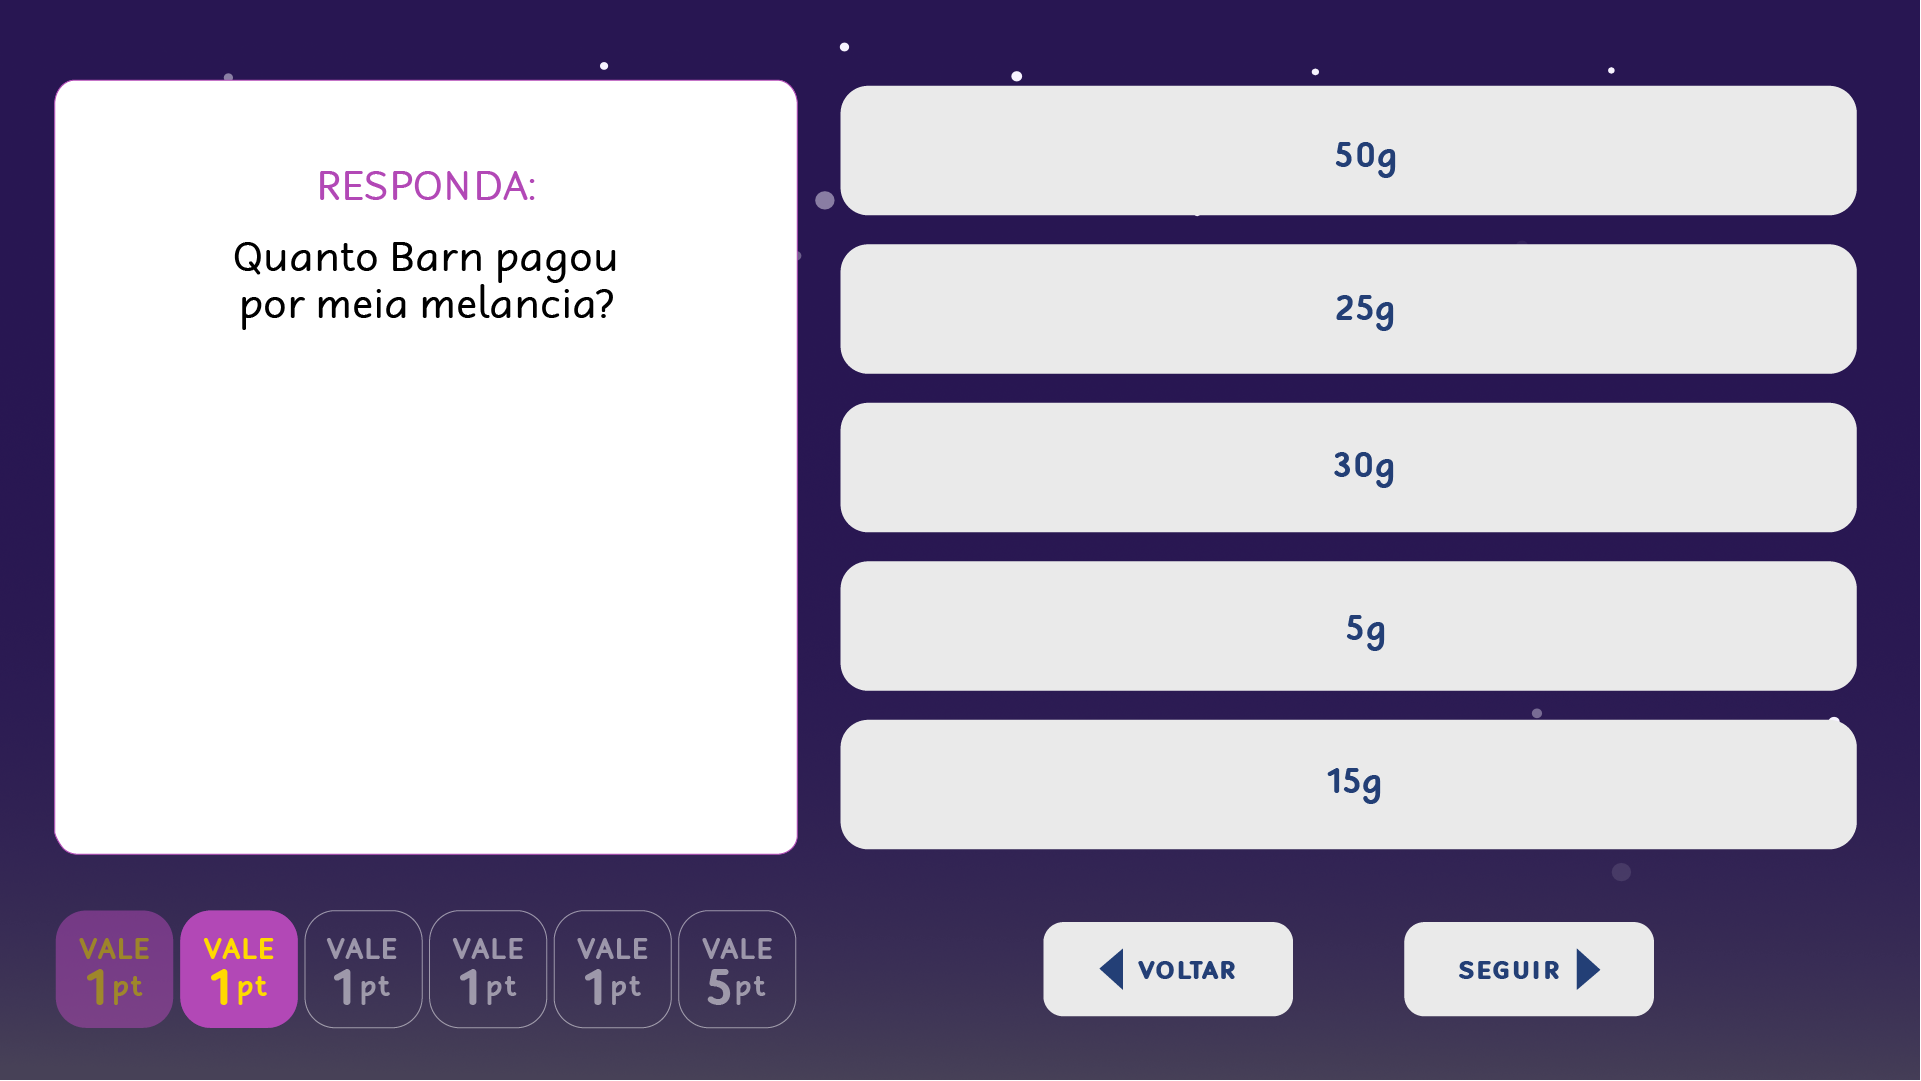 RESPONDA:
Quanto Barn pagou
por meia melancia?
50g
25g
30g
5g
15g
VALE
1pt
VALE
1pt
VALE
1pt
VALE
1pt
VALE
1pt
VALE
5pt
VOLTAR
SEGUIR